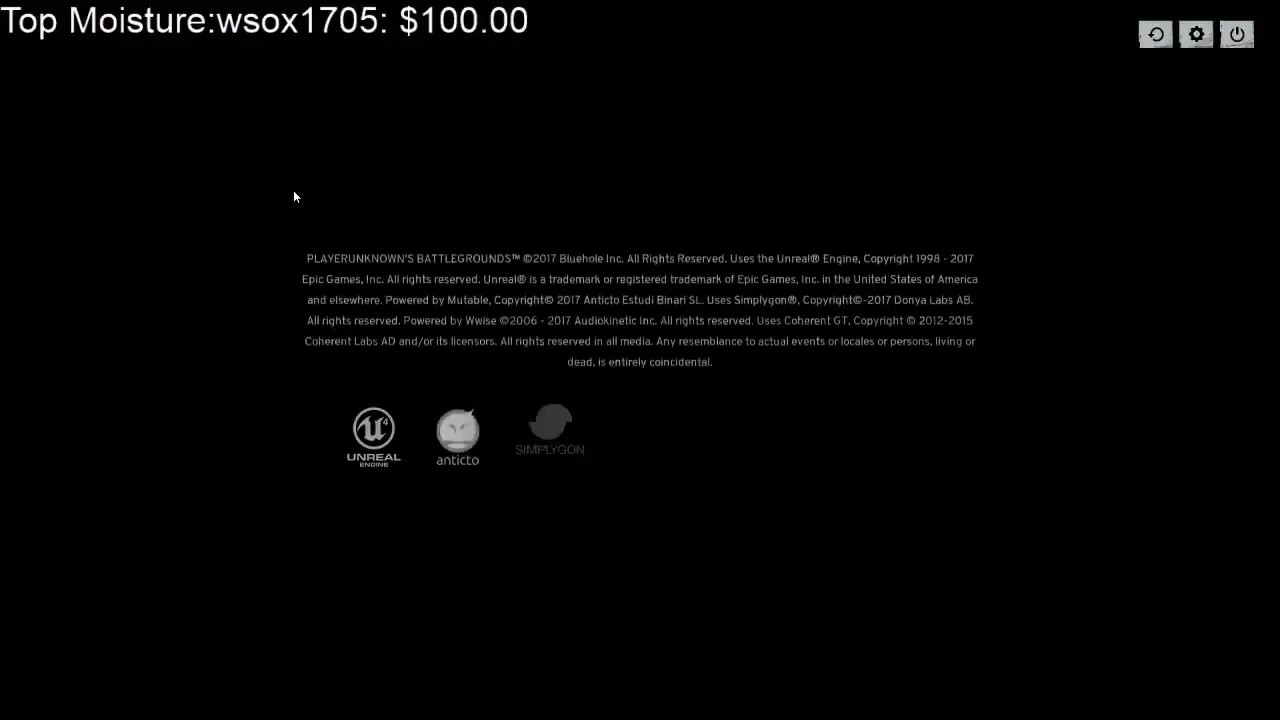 Top Moisture:wsox1705: $100.00
PLAYERUNKNOWN'S BATTLEGROUNDS™ ©2017 Bluehole Inc. All Rights Reserved. Uses the Unreal® Engine, Copyright 1998 - 2017
Epic Games, Inc. All rights reserved. Unreal® is a trademark or registered trademark of Epic Games, Inc. in the United States of America
and elsewhere. Powered by Mutable, Copyright© 2017 Anticto Estudi Binari SL. Uses Simplygon®, Copyright©-2017 Donya Labs AB.
All rights reserved. Powered by Wwise ©2006 - 2017 Audiokinetic Inc. All rights reserved. Uses Coherent GT, Copyright © 2012-2015
Coherent Labs AD and/or its licensors. All rights reserved in all media. Any resemblance to actual events or locales or persons, living or
dead, is entirely coincidental.
UNREAL
ENGINE
anticto
SIMPLYGON